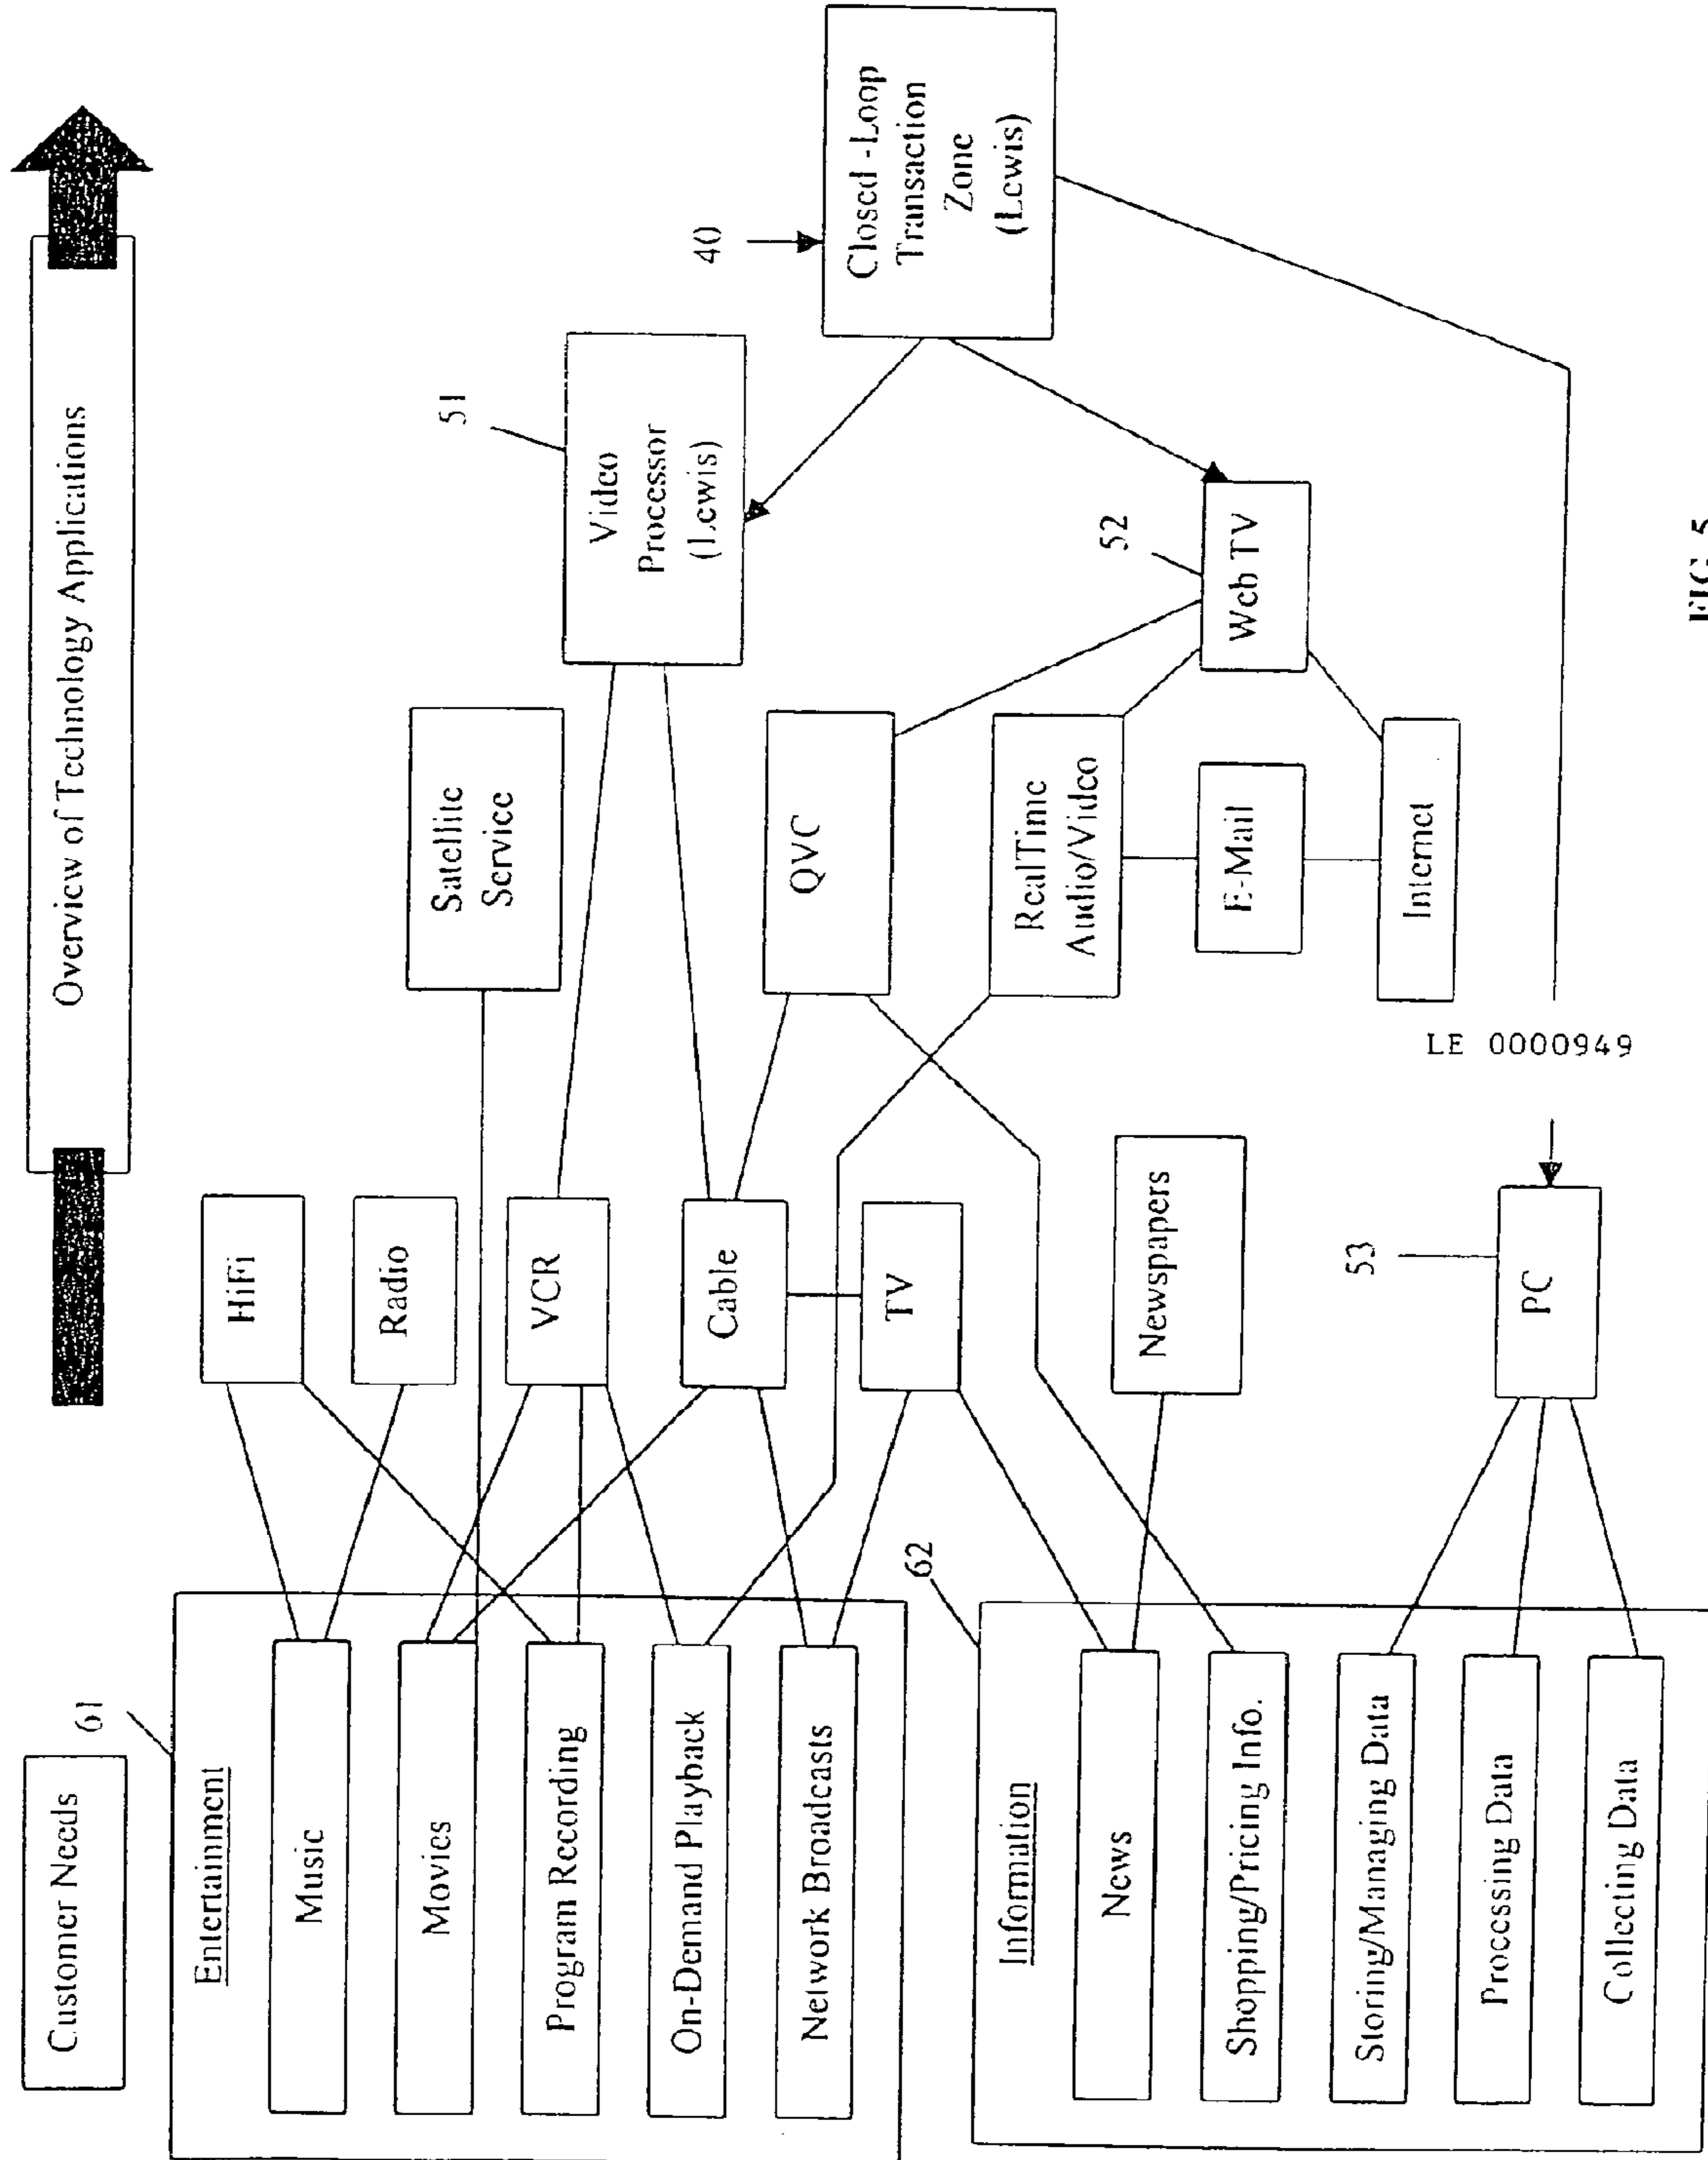 Overview of Technology Applications
Customer Needs
61
Entertainment
Music
Movies
Program Recording
On-Demand Playback
Network Broadcasts
62
Information
News
Shopping/Pricing Info.
Storing/Managing Data
Processing Data
Collecting Data
HiFi
Radio
VCR
Cable
TV
Newspapers
53
PC
Satellite
Service
QVC
RealTime
Audio/Video
E-Mail
Internet
51
Video
Processor
(Lewis)
52
Web TV
40
Closed -Loop
Transaction
Zone
(Lewis)
LE 0000949
FIG 5